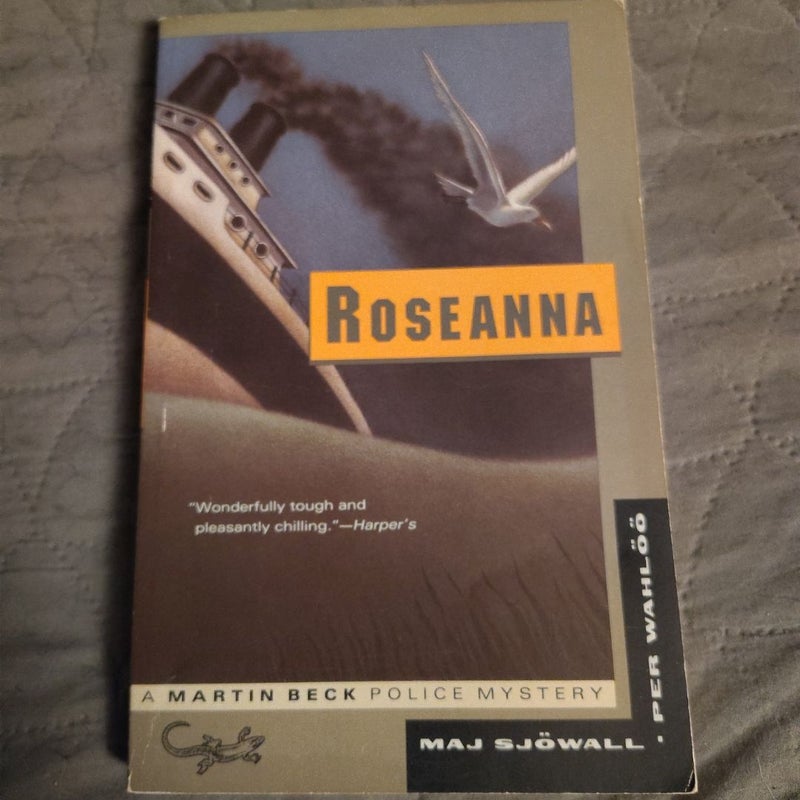 ROSEANNA
"Wonderfully tough and
pleasantly chilling."—Harper's
A MARTIN BECK POLICE MYSTERY
MAJ SJÖWALL · PER WAHLÖÖ